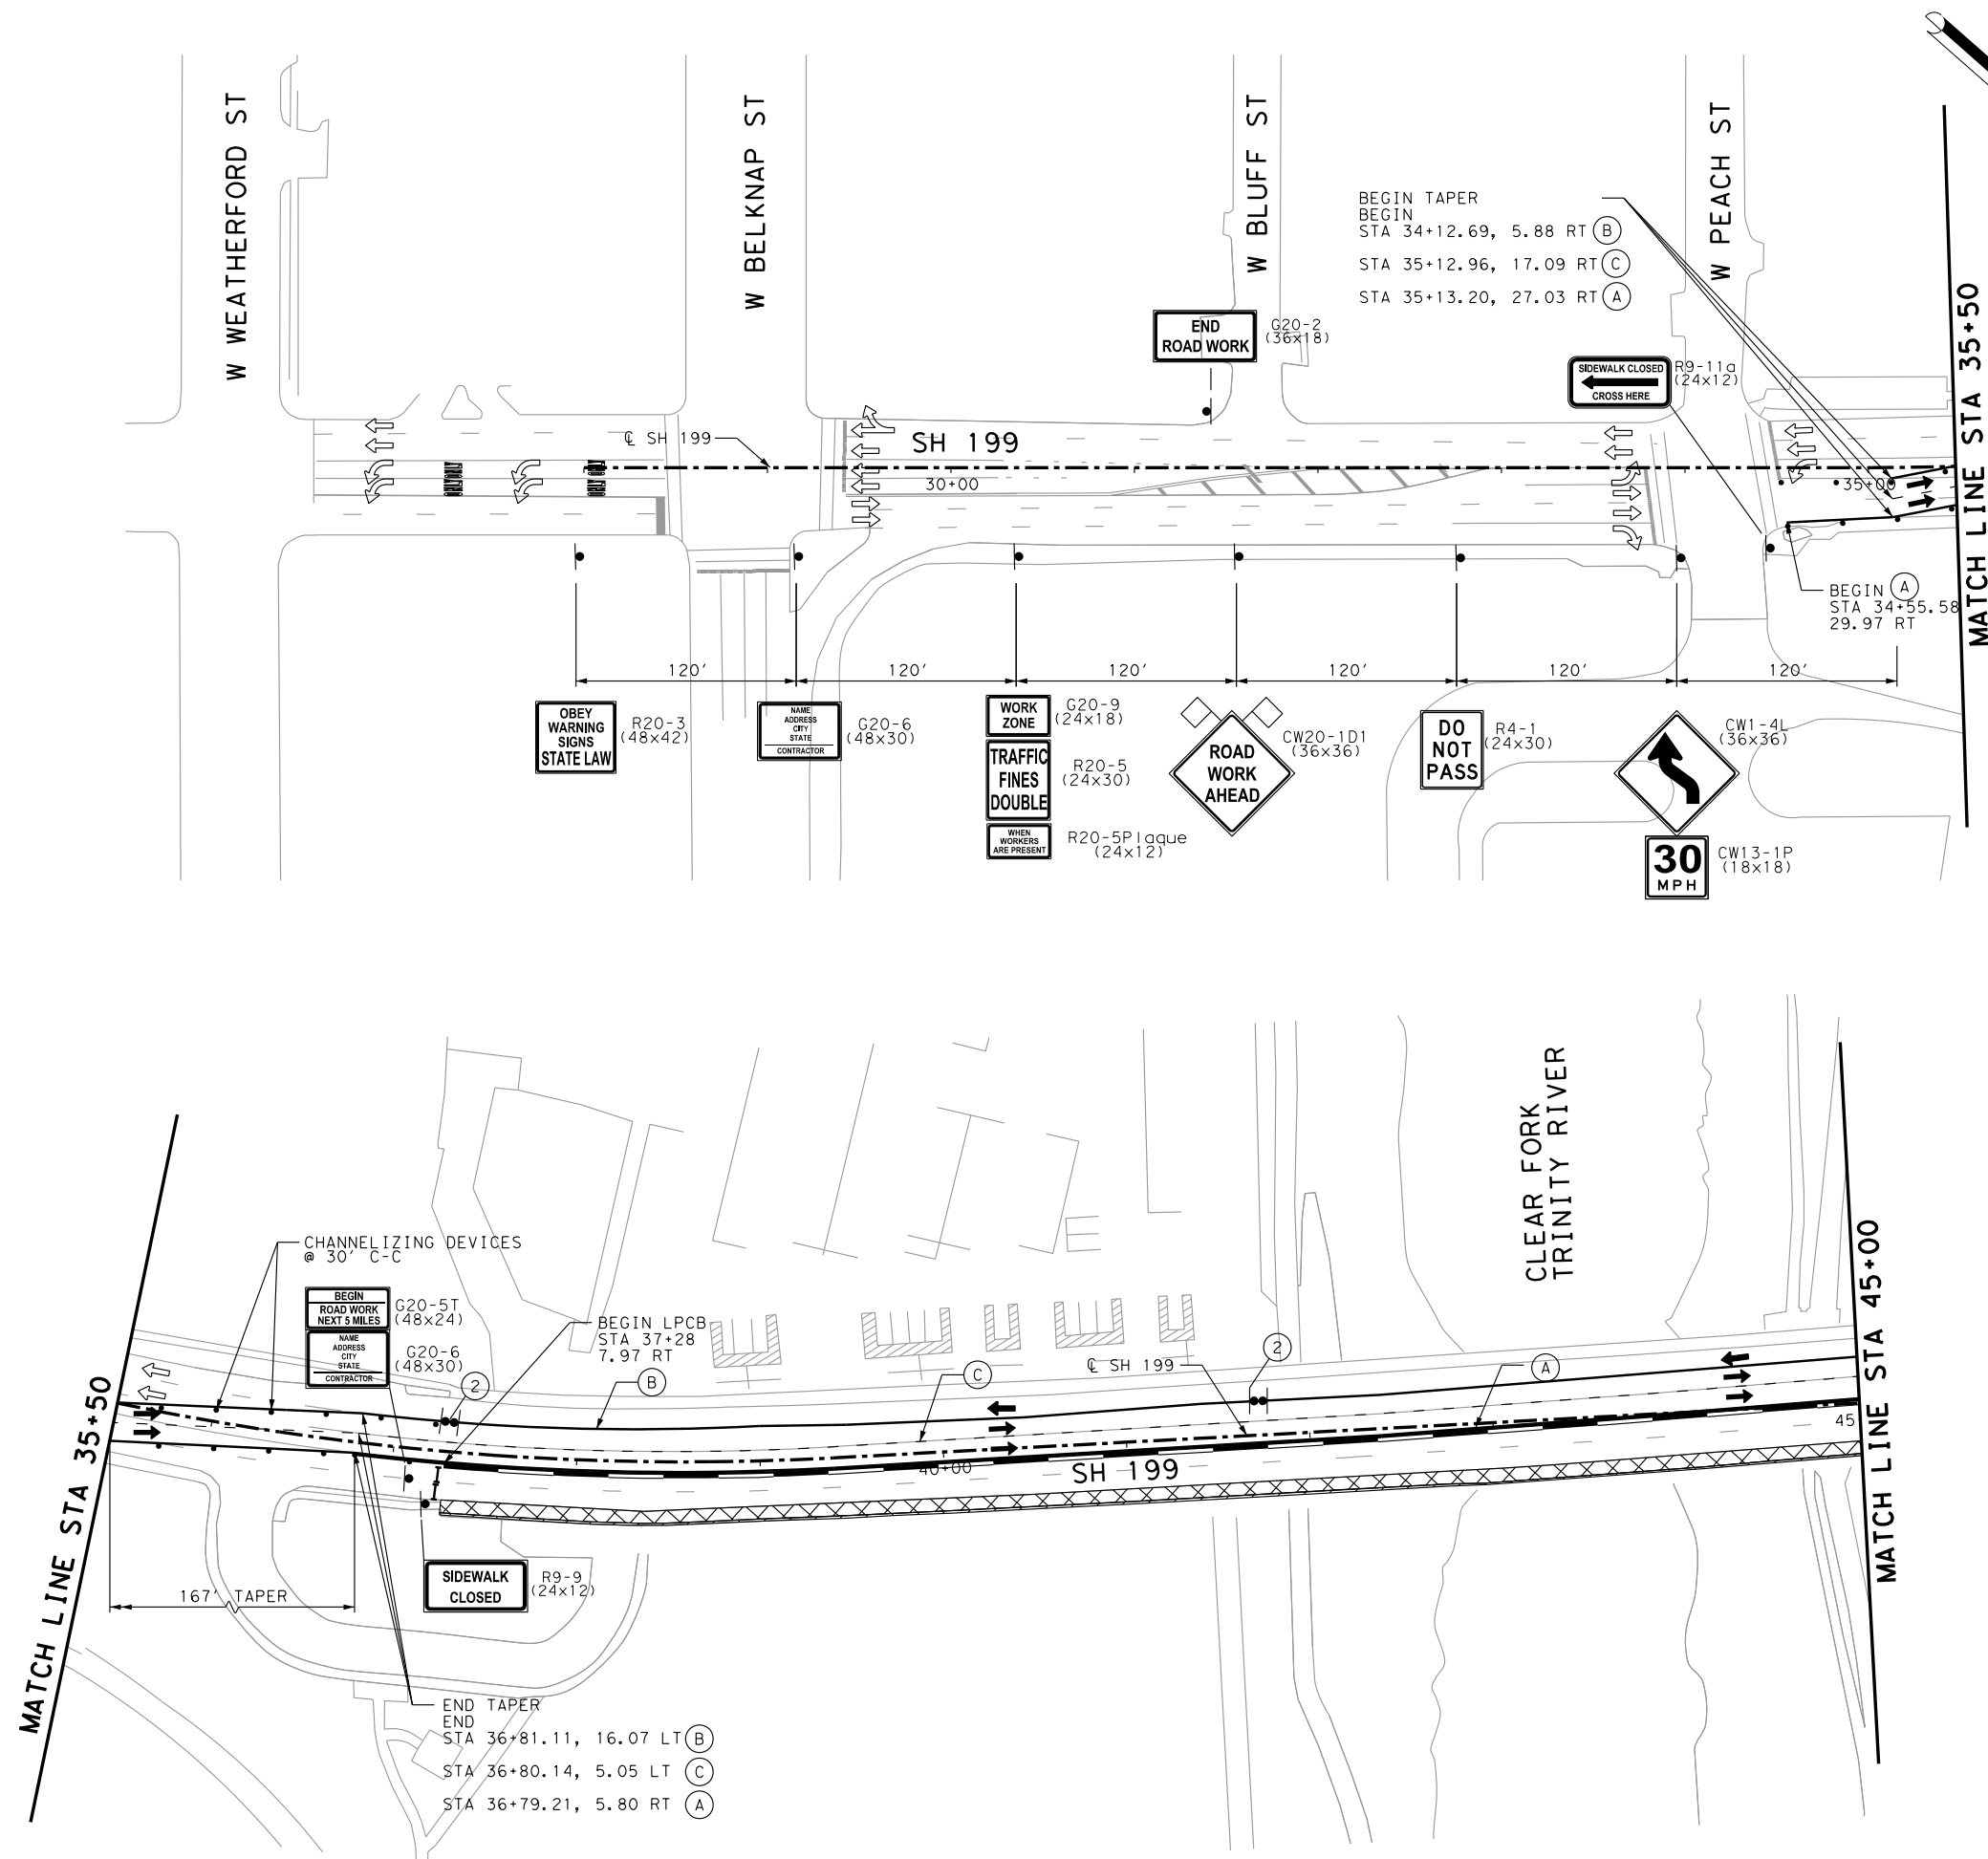 W WEATHERFORD ST
W BELKNAP ST
W BLUFF ST
W PEACH ST
BEGIN TAPER
BEGIN
STA 34+12.69, 5.88 RT B
STA 35+12.96, 17.09 RT C
STA 35+13.20, 27.03 RT A
MATCH LINE STA 35+50
END
ROAD WORK
G20-2
(36x18)
SIDEWALK CLOSED
CROSS HERE
R9-11a
(24x12)
℄ SH 199
SH 199
ONLY
ONLY
30+00
35+00
BEGIN A
STA 34+55.58
29.97 RT
120'
120'
120'
120'
120'
120'
OBEY
WARNING
SIGNS
STATE LAW
R20-3
(48x42)
NAME
ADDRESS
CITY
STATE
CONTRACTOR
G20-6
(48x30)
WORK
ZONE
G20-9
(24x18)
TRAFFIC
FINES
DOUBLE
R20-5
(24x30)
WHEN
WORKERS
ARE PRESENT
R20-5Plaque
(24x12)
ROAD
WORK
AHEAD
CW20-1D1
(36x36)
DO
NOT
PASS
R4-1
(24x30)
CW1-4L
(36x36)
30
MPH
CW13-1P
(18x18)
CLEAR FORK
TRINITY RIVER
MATCH LINE STA 35+50
MATCH LINE STA 45+00
CHANNELIZING DEVICES
@ 30' C-C
BEGIN
ROAD WORK
NEXT 5 MILES
G20-5T
(48x24)
NAME
ADDRESS
CITY
STATE
CONTRACTOR
G20-6
(48x30)
2
BEGIN LPCB
STA 37+28
7.97 RT
B
C
℄ SH 199
2
A
40+00
SH 199
45
SIDEWALK
CLOSED
R9-9
(24x12)
167' TAPER
END TAPER
END
STA 36+81.11, 16.07 LT B
STA 36+80.14, 5.05 LT C
STA 36+79.21, 5.80 RT A